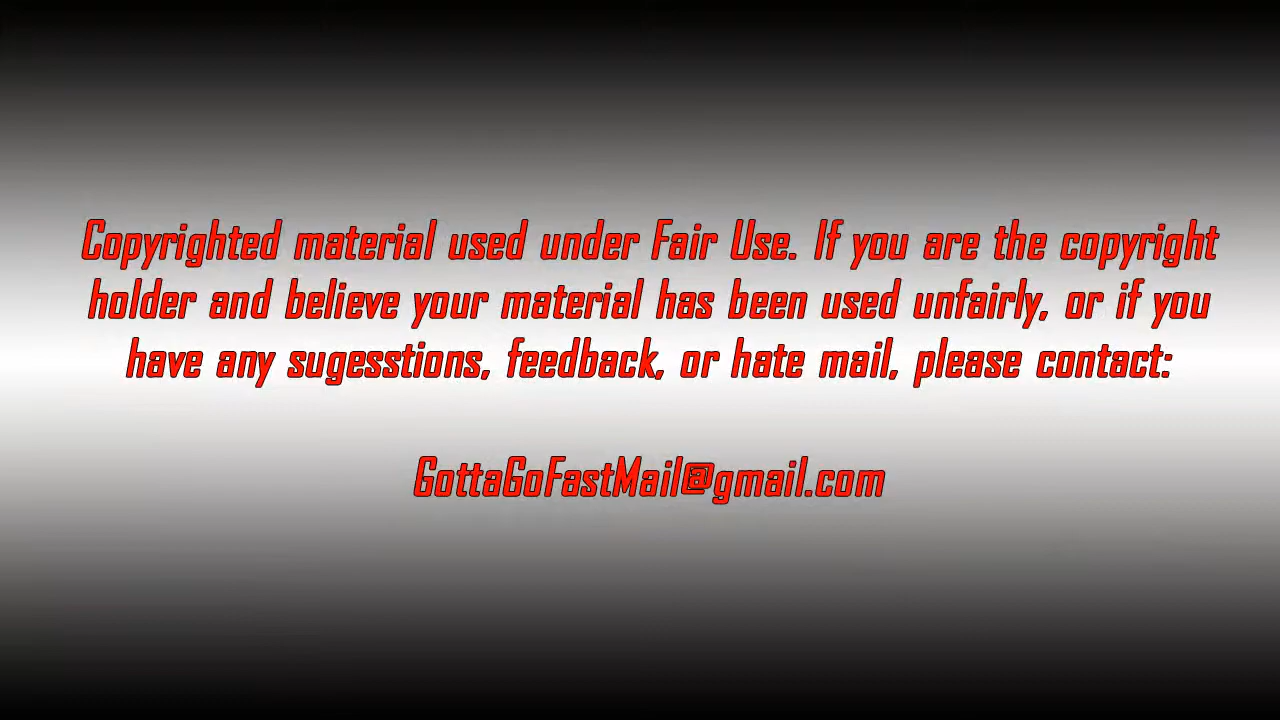 Copyrighted material used under Fair Use. If you are the copyright
holder and believe your material has been used unfairly, or if you
have any sugesstions, feedback, or hate mail, please contact:
GottaGoFastMail@gmail.com